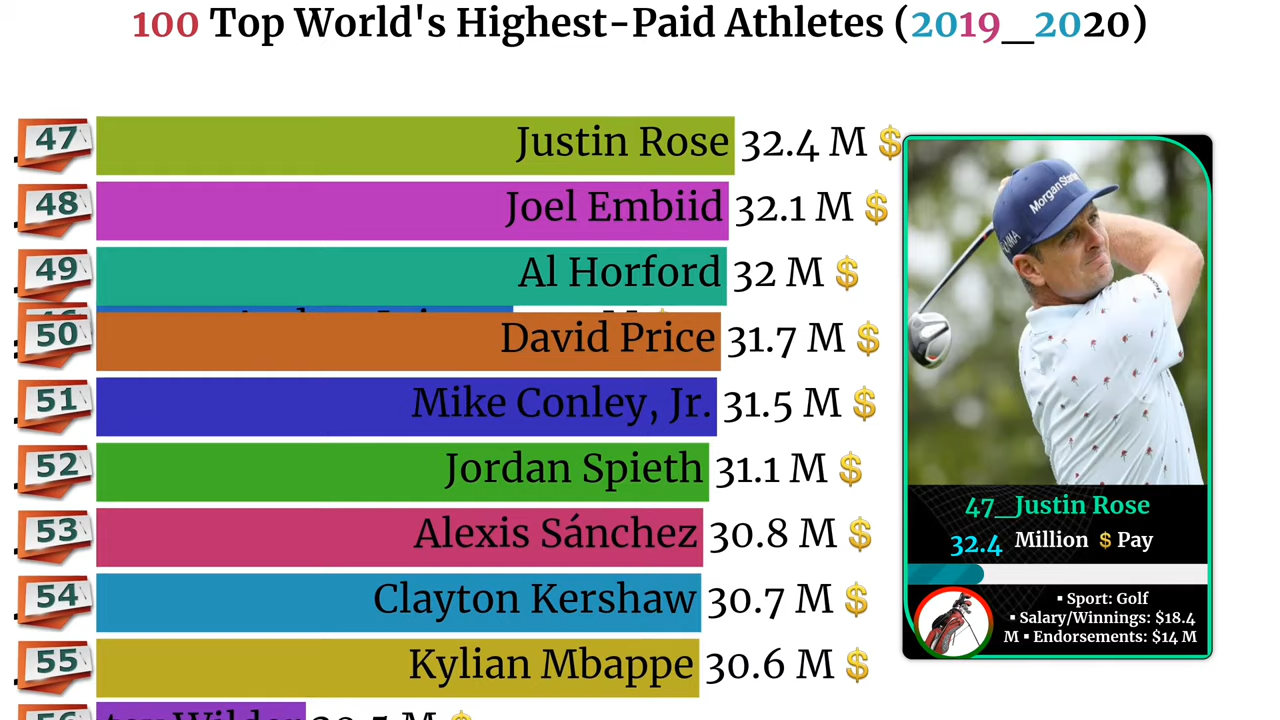 100 Top World's Highest-Paid Athletes (2019_2020)
47 Justin Rose 32.4 M $
48 Joel Embiid 32.1 M $
49 Al Horford 32 M $
50 David Price 31.7 M $
51 Mike Conley, Jr. 31.5 M $
52 Jordan Spieth 31.1 M $
53 Alexis Sánchez 30.8 M $
54 Clayton Kershaw 30.7 M $
55 Kylian Mbappe 30.6 M $
Morgan Stanley
47_Justin Rose
32.4 Million $ Pay
▪ Sport: Golf
▪ Salary/Winnings: $18.4
M ▪ Endorsements: $14 M